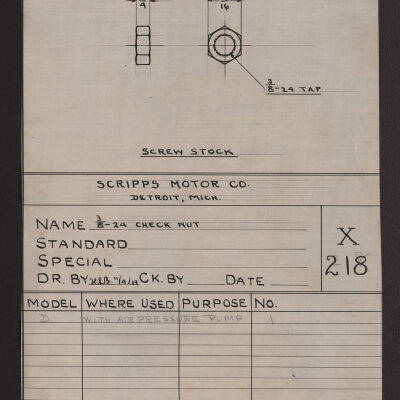 4 16
3/8-24 TAP
SCREW STOCK
SCRIPPS MOTOR CO.
DETROIT, MICH.
NAME 3/8-24 CHECK NUT
STANDARD
SPECIAL
X
218
DR. BY CK. BY DATE
MODEL WHERE USED PURPOSE NO.
D WITH AIR PRESSURE PUMP 1